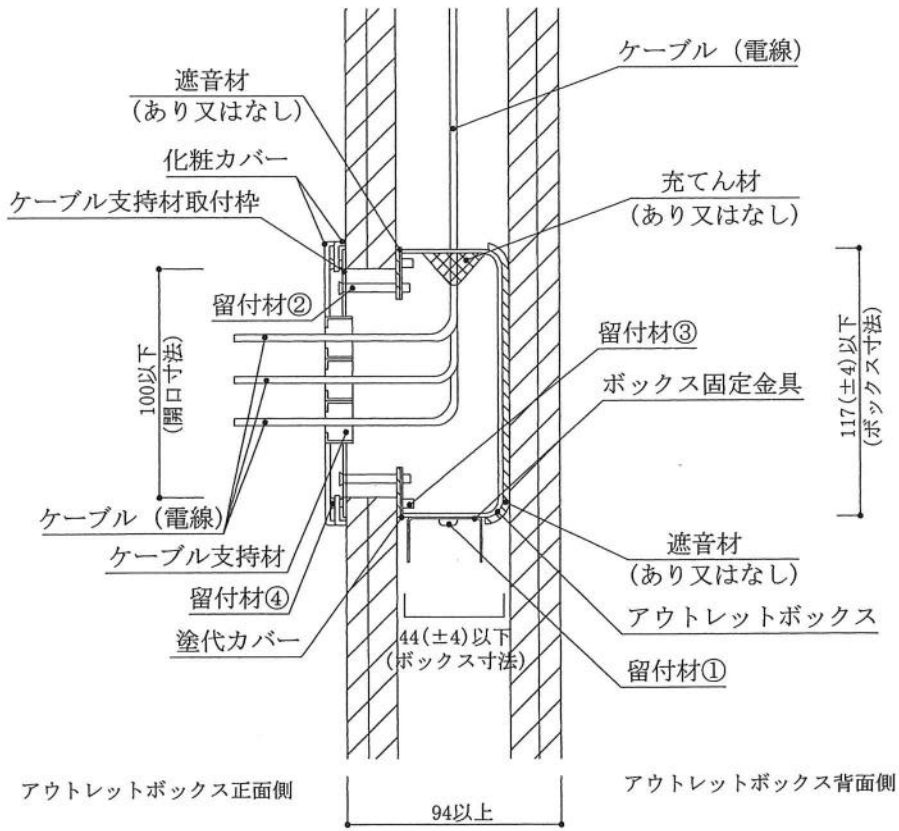 ケーブル（電線）
遮音材
(あり又はなし)
化粧カバー
充てん材
(あり又はなし)
ケーブル支持材取付枠
留付材②
留付材③
100以下
(開口寸法)
ボックス固定金具
117(±4)以下
(ボックス寸法)
ケーブル（電線）
ケーブル支持材
遮音材
(あり又はなし)
留付材④
アウトレットボックス
塗代カバー
44(±4)以下
(ボックス寸法)
留付材①
アウトレットボックス正面側
アウトレットボックス背面側
94以上